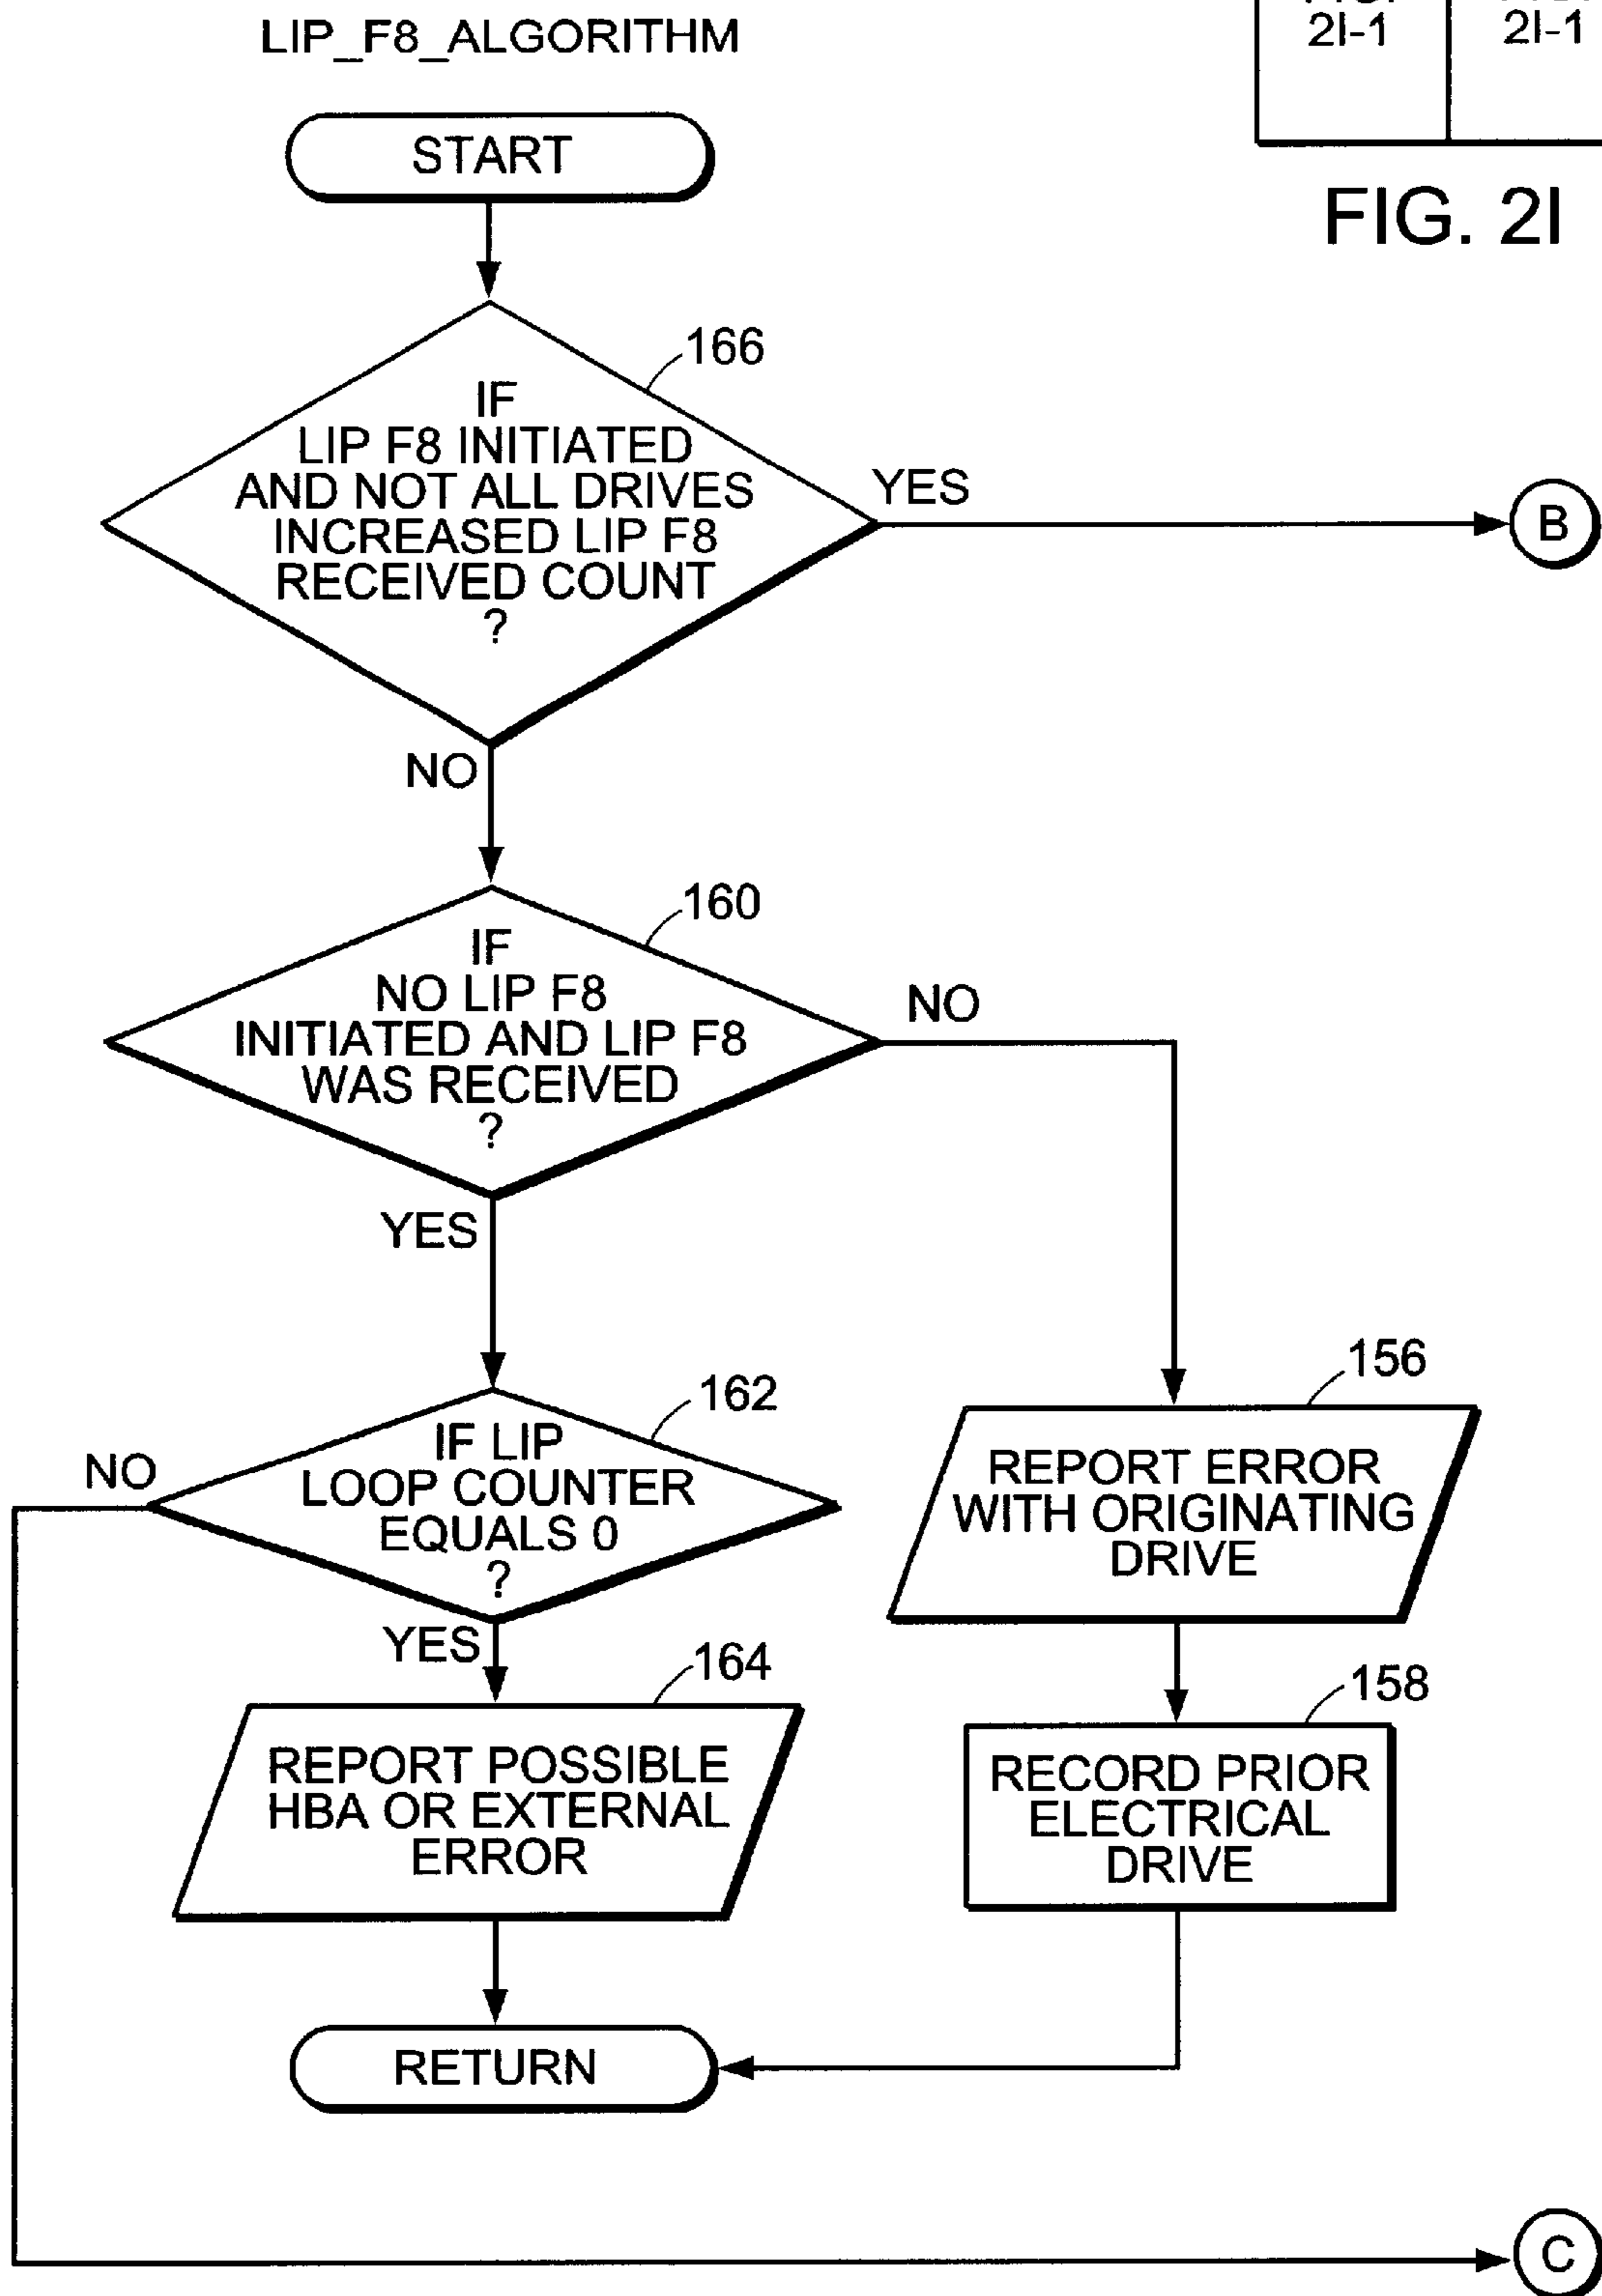 LIP_F8_ALGORITHM
2I-1
2I-1
FIG. 2I
START
166
IF
LIP F8 INITIATED
AND NOT ALL DRIVES
INCREASED LIP F8
RECEIVED COUNT
?
YES
B
NO
160
IF
NO LIP F8
INITIATED AND LIP F8
WAS RECEIVED
?
NO
YES
162
IF LIP
LOOP COUNTER
EQUALS 0
?
NO
YES
156
REPORT ERROR
WITH ORIGINATING
DRIVE
164
REPORT POSSIBLE
HBA OR EXTERNAL
ERROR
158
RECORD PRIOR
ELECTRICAL
DRIVE
RETURN
C